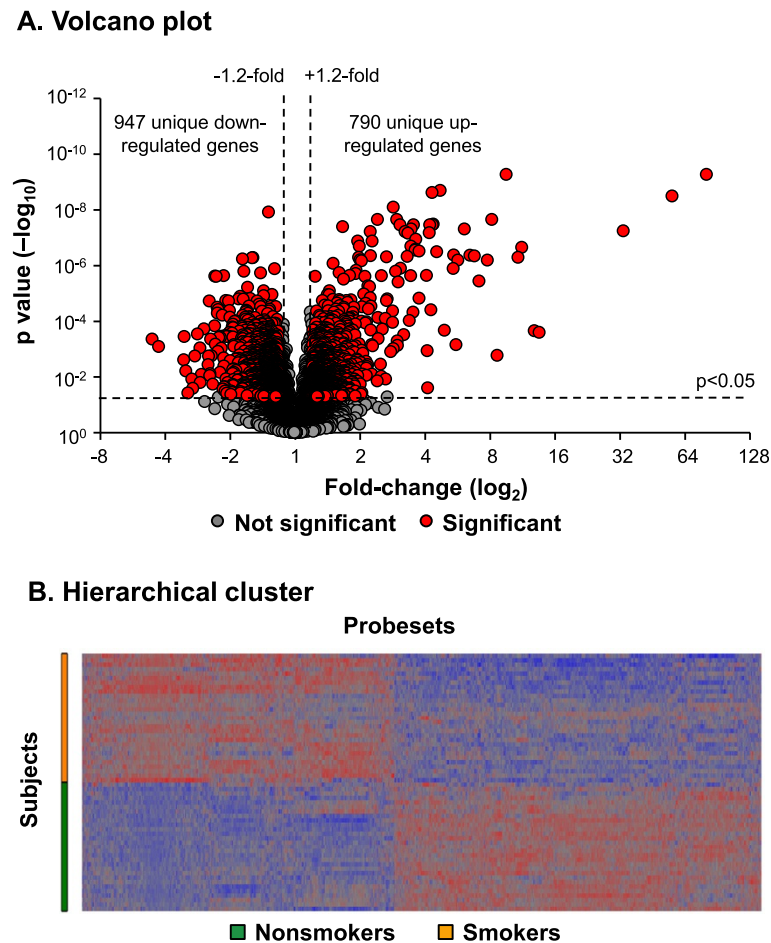 A. Volcano plot
-1.2-fold +1.2-fold
947 unique down-
regulated genes
790 unique up-
regulated genes
p value (–log10)
10-12
10-10
10-8
10-6
10-4
10-2
100
p<0.05
-8 -4 -2 1 2 4 8 16 32 64 128
Fold-change (log2)
Not significant Significant
B. Hierarchical cluster
Probesets
Subjects
Nonsmokers Smokers